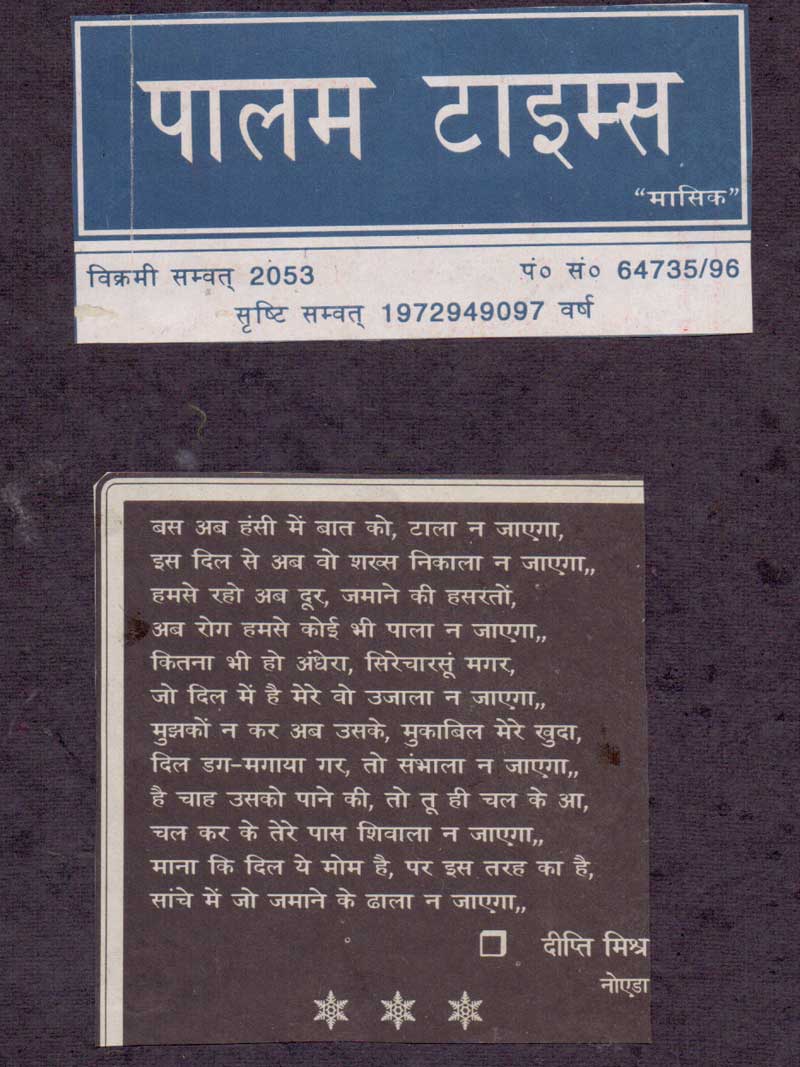 पालम टाइम्स
“मासिक”
विक्रमी सम्वत् 2053
पं० सं० 64735/96
सृष्टि सम्वत् 1972949097 वर्ष
बस अब हंसी में बात को, टाला न जाएगा,
इस दिल से अब वो शख्स निकाला न जाएगा,,
हमसे रहो अब दूर, जमाने की हसरतों,
अब रोग हमसे कोई भी पाला न जाएगा,,
कितना भी हो अंधेरा, सिरेचारसूं मगर,
जो दिल में है मेरे वो उजाला न जाएगा,,
मुझकों न कर अब उसके, मुकाबिल मेरे खुदा,
दिल डग-मगाया गर, तो संभाला न जाएगा,,
है चाह उसको पाने की, तो तू ही चल के आ,
चल कर के तेरे पास शिवाला न जाएगा,,
माना कि दिल ये मोम है, पर इस तरह का है,
सांचे में जो जमाने के ढाला न जाएगा,,
दीप्ति मिश्र
नोएडा